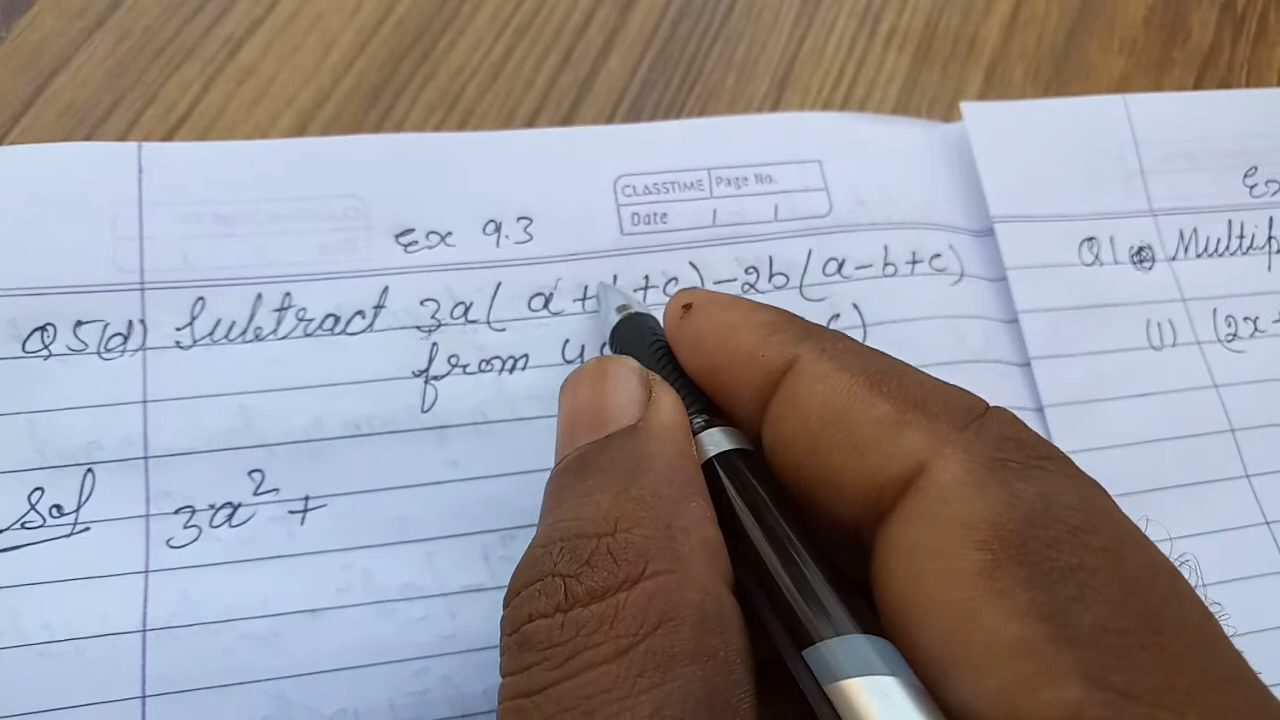 CLASSTIME Page No.
Date
Ex 9.3
Q5(d) Subtract 3a( a + + c) - 2b(a - b + c)
from 4 c)
Sol 3a² +
Ex
Q1 Multip
(1) (2x